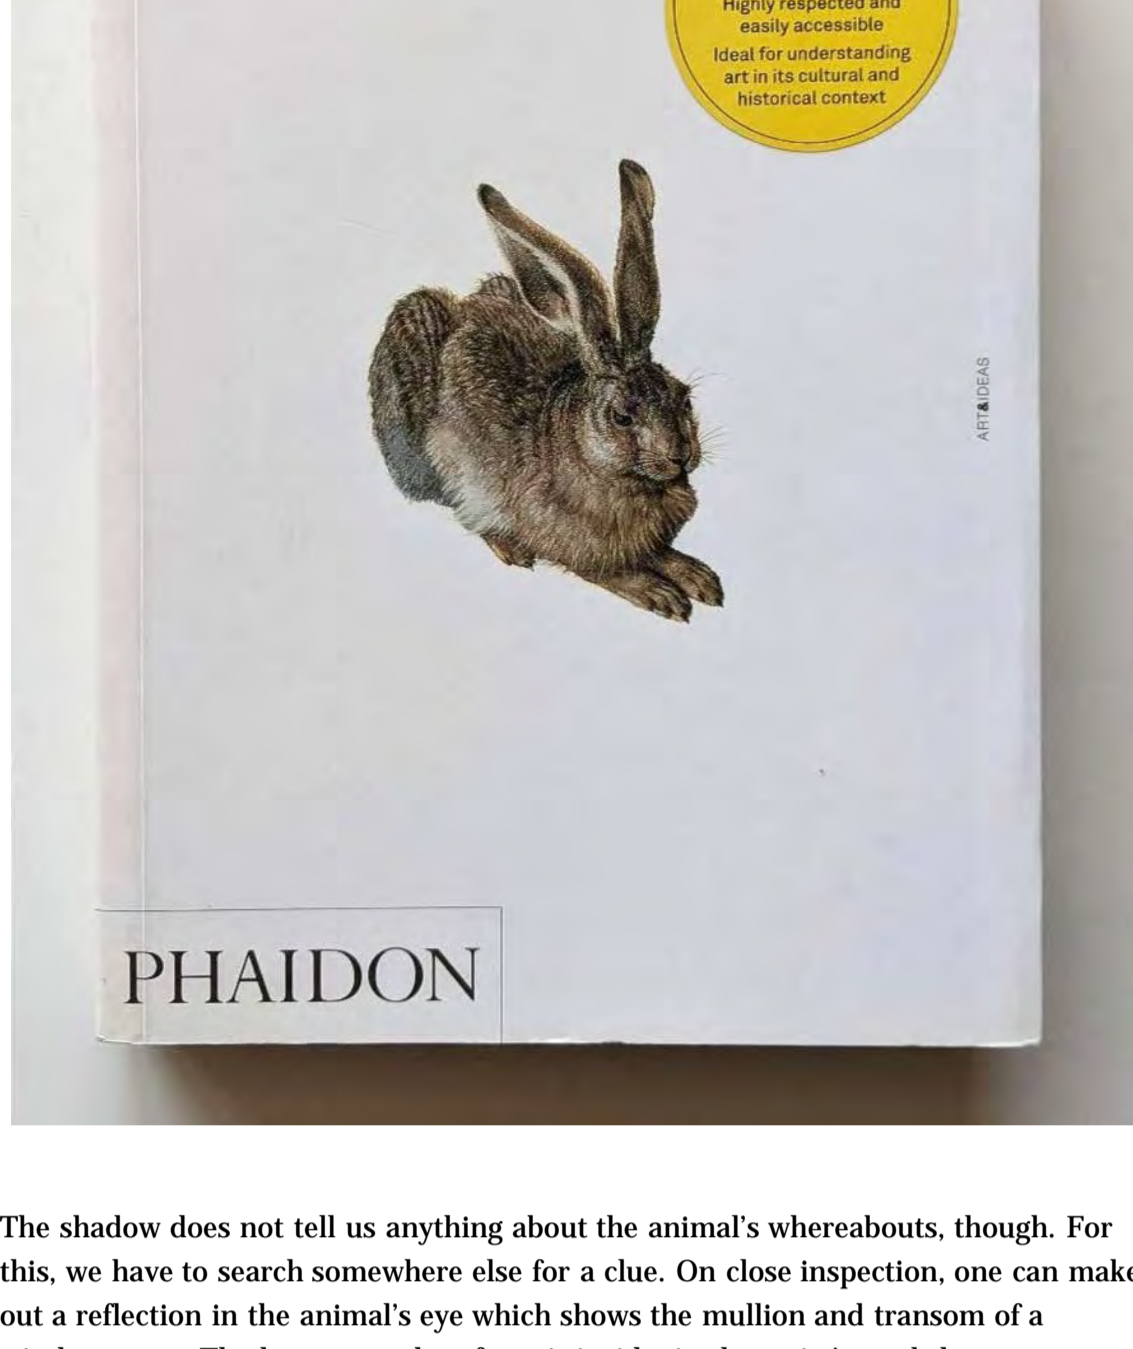 Highly respected and
easily accessible
Ideal for understanding
art in its cultural and
historical context
ART&IDEAS
PHAIDON
The shadow does not tell us anything about the animal’s whereabouts, though. For
this, we have to search somewhere else for a clue. On close inspection, one can make
out a reflection in the animal’s eye which shows the mullion and transom of a